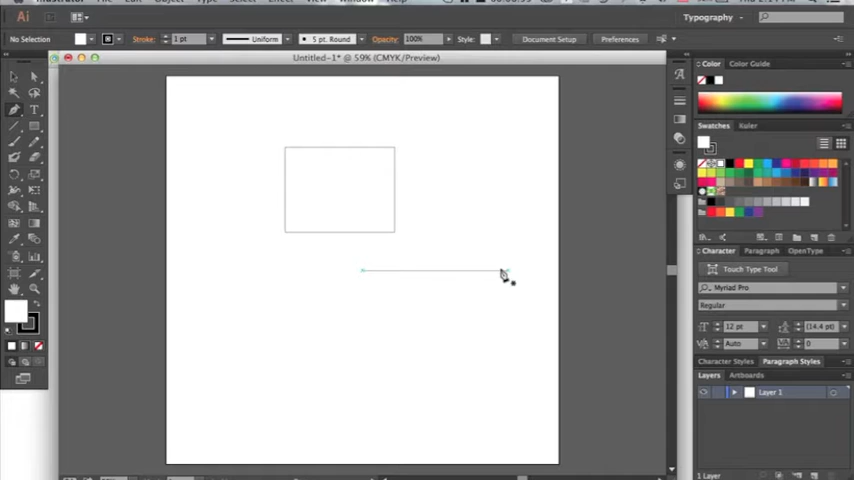 Ai
Typography
No Selection
Stroke:
1 pt
Uniform
5 pt. Round
Opacity:
100%
Style:
Document Setup
Preferences
Untitled-1* @ 59% (CMYK/Preview)
Color
Color Guide
Swatches
Kuler
Character
Paragraph
OpenType
Touch Type Tool
Myriad Pro
Regular
12 pt
(14.4 pt)
Auto
0
Character Styles
Paragraph Styles
Layers
Artboards
Layer 1
1 Layer